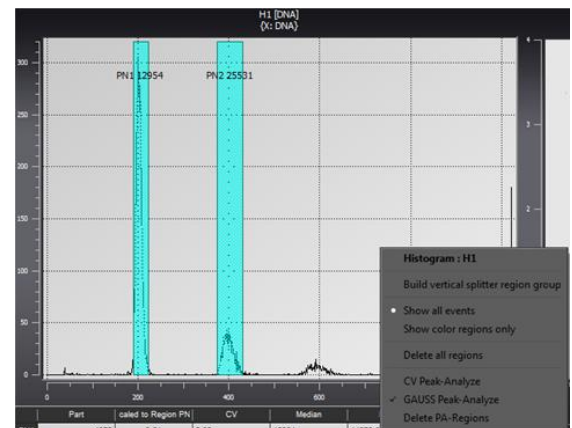 H1 [DNA]
{X: DNA}
300
250
200
150
100
50
0
PN1 12954
PN2 25531
0
200
400
600
4
3
2
Histogram : H1
Build vertical splitter region group
Show all events
Show color regions only
Delete all regions
CV Peak-Analyze
GAUSS Peak-Analyze
Delete PA-Regions
Part caled to Region PN CV Median